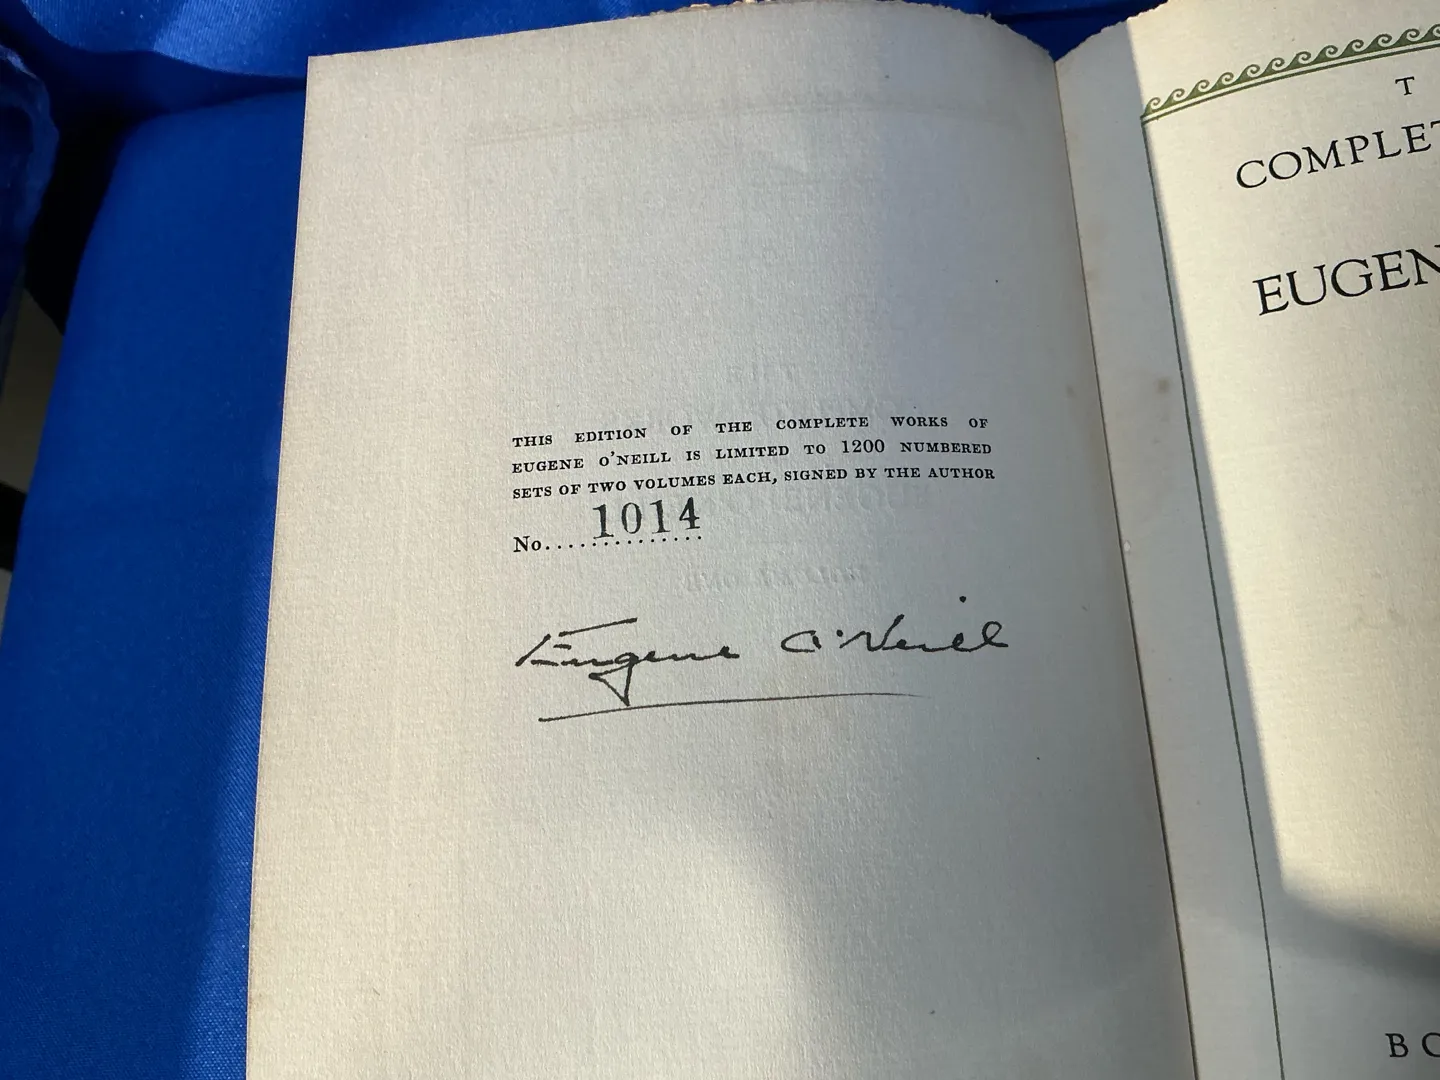 THIS EDITION OF THE COMPLETE WORKS OF
EUGENE O'NEILL IS LIMITED TO 1200 NUMBERED
SETS OF TWO VOLUMES EACH, SIGNED BY THE AUTHOR
No.....1014
Eugene O'Neill
T
COMPLET
EUGEN
BO